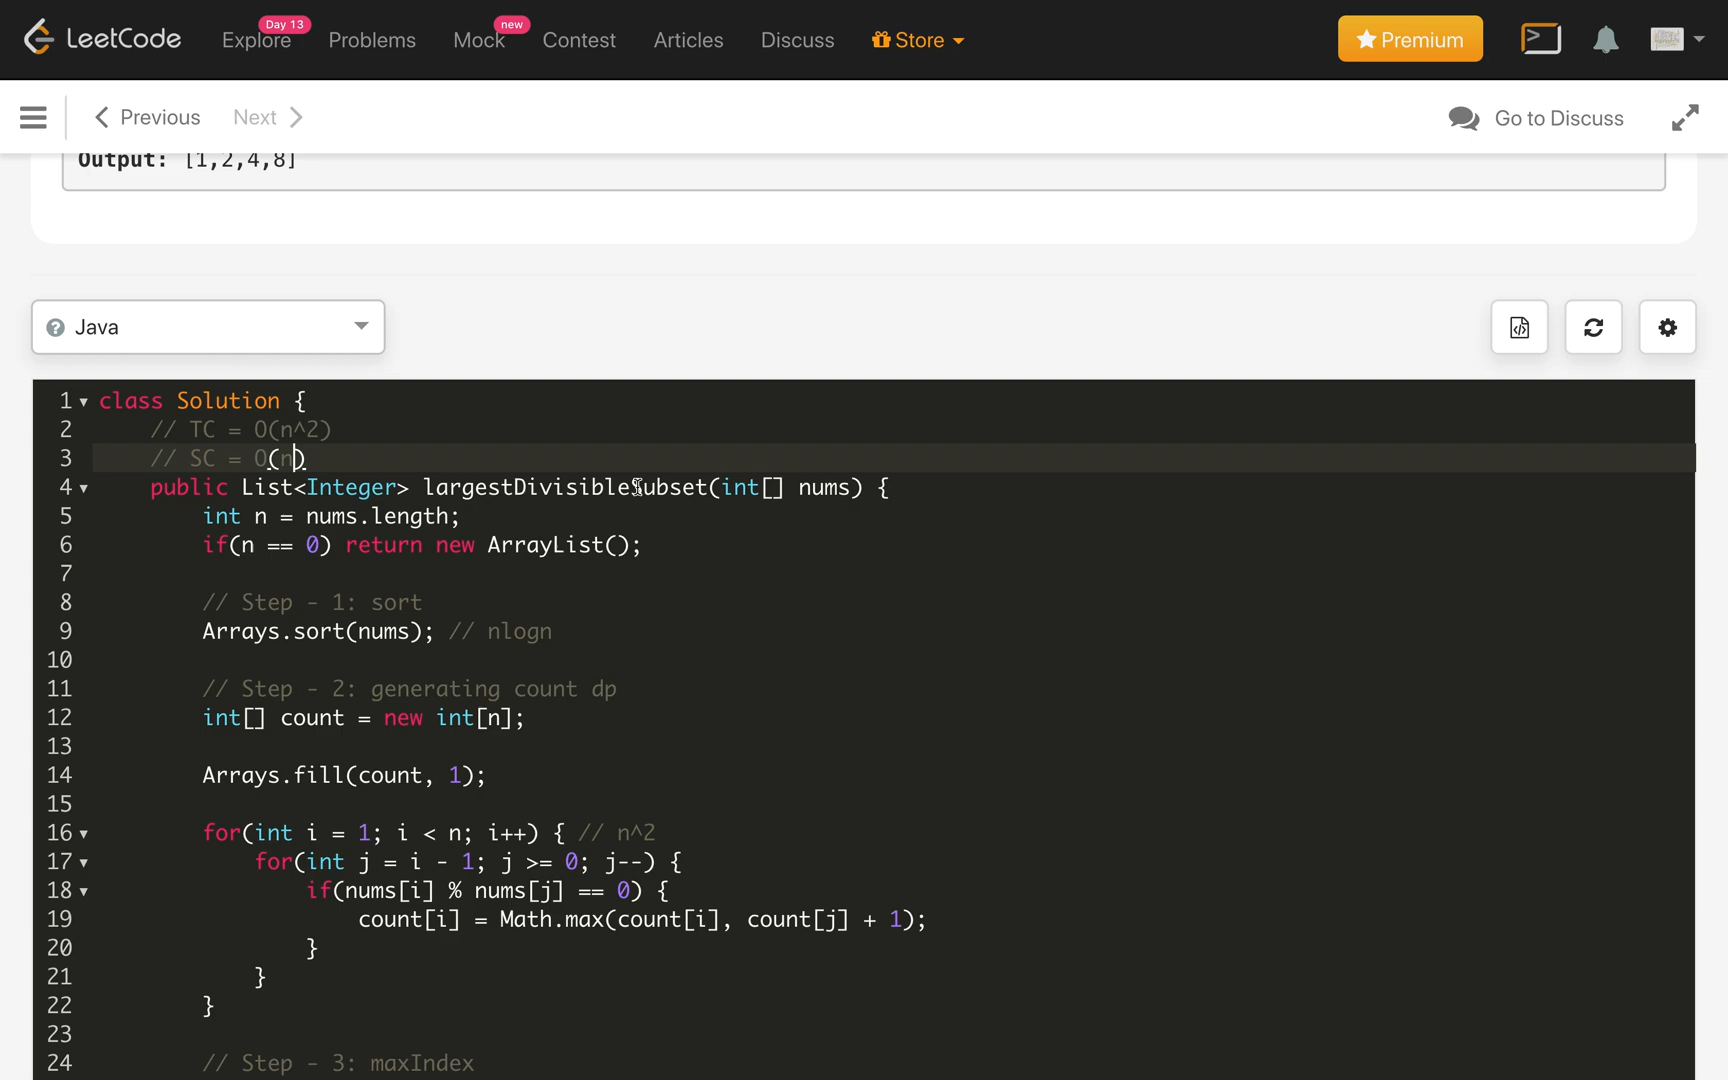 LeetCode
Day 13
Explore
Problems
new
Mock
Contest
Articles
Discuss
Store
Premium
Previous
Next
Go to Discuss
Output: [1,2,4,8]
Java
1 class Solution {
2 // TC = O(n^2)
3 // SC = O(n)
4 public List<Integer> largestDivisibleSubset(int[] nums) {
5 int n = nums.length;
6 if(n == 0) return new ArrayList();
7
8 // Step - 1: sort
9 Arrays.sort(nums); // nlogn
10
11 // Step - 2: generating count dp
12 int[] count = new int[n];
13
14 Arrays.fill(count, 1);
15
16 for(int i = 1; i < n; i++) { // n^2
17 for(int j = i - 1; j >= 0; j--) {
18 if(nums[i] % nums[j] == 0) {
19 count[i] = Math.max(count[i], count[j] + 1);
20 }
21 }
22 }
23
24 // Step - 3: maxIndex